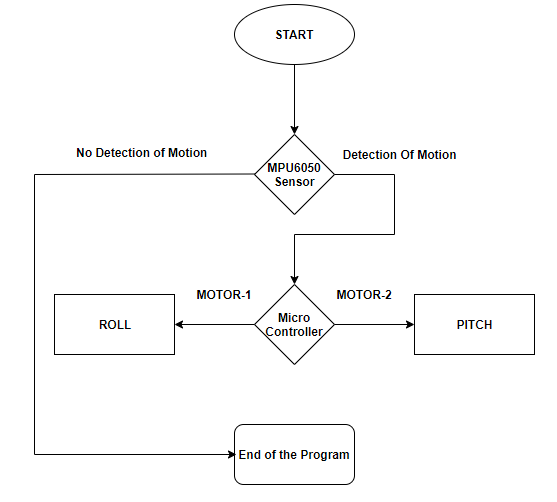 START
No Detection of Motion
Detection Of Motion
MPU6050
Sensor
MOTOR-1
MOTOR-2
ROLL
Micro
Controller
PITCH
End of the Program